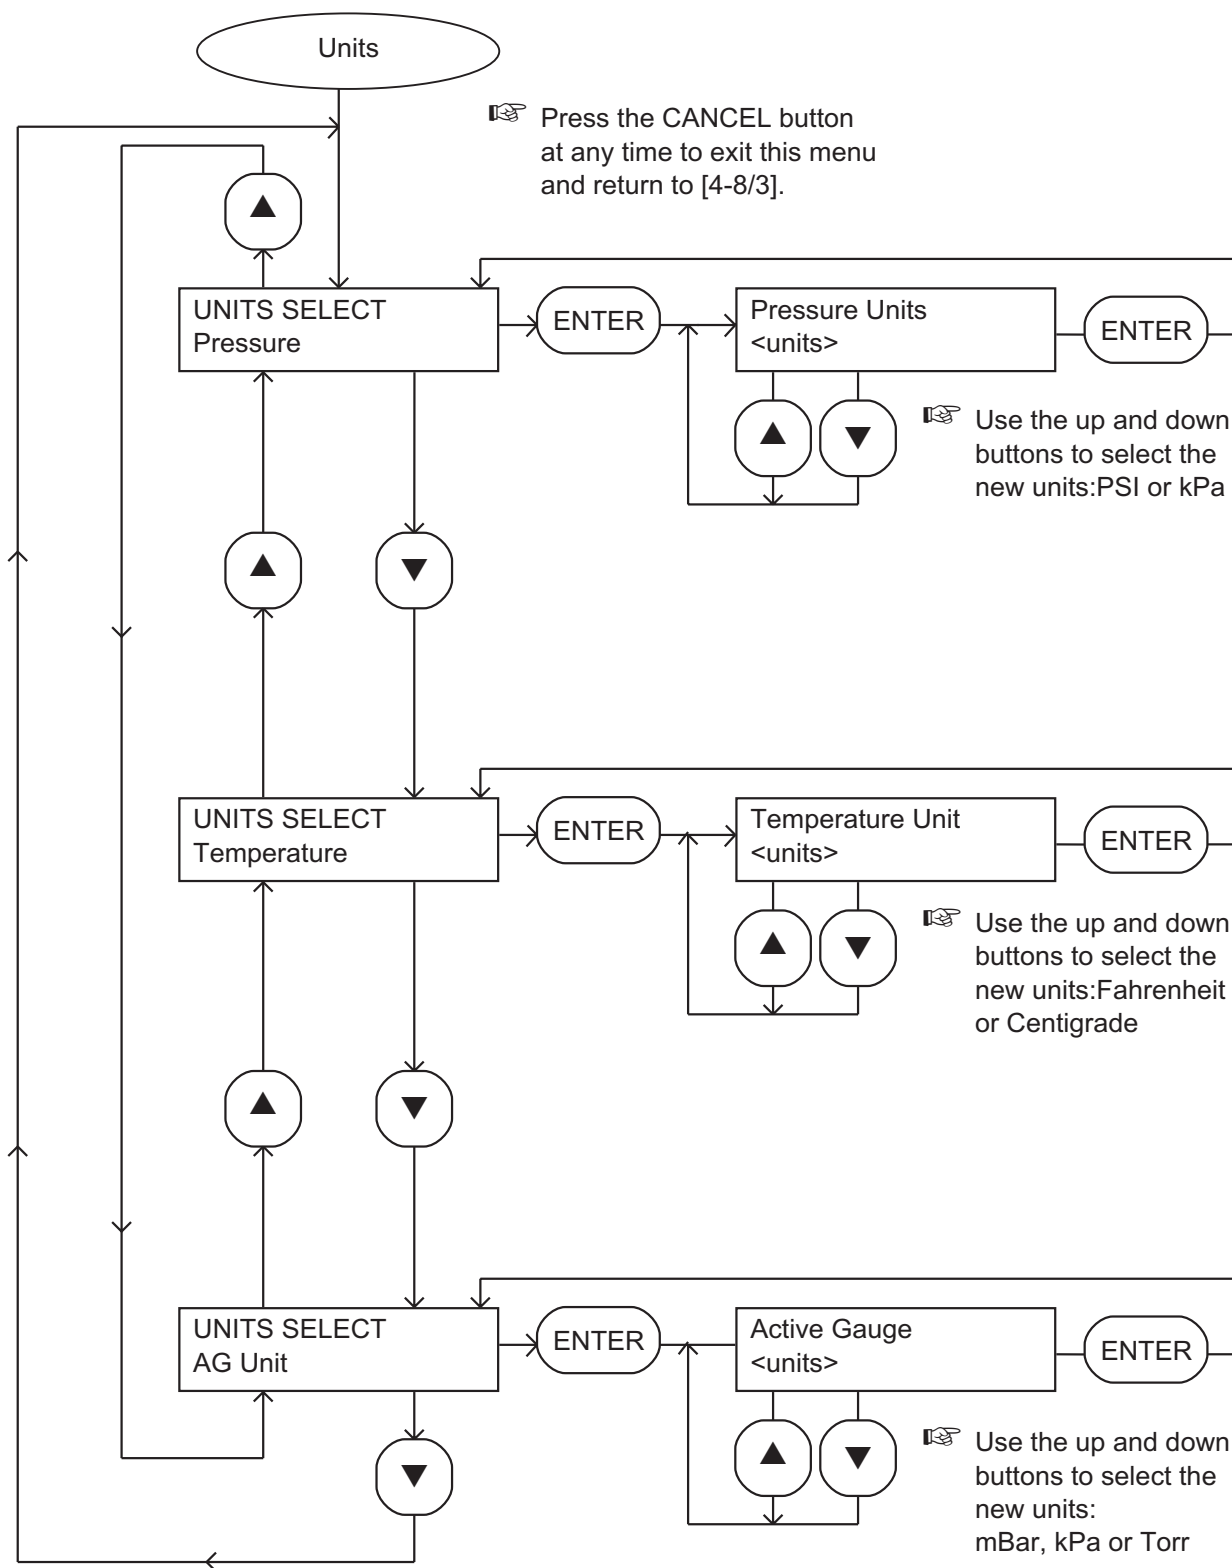 Units
Press the CANCEL button
at any time to exit this menu
and return to [4-8/3].
UNITS SELECT
Pressure
ENTER
Pressure Units
<units>
ENTER
Use the up and down
buttons to select the
new units:PSI or kPa
UNITS SELECT
Temperature
ENTER
Temperature Unit
<units>
ENTER
Use the up and down
buttons to select the
new units:Fahrenheit
or Centigrade
UNITS SELECT
AG Unit
ENTER
Active Gauge
<units>
ENTER
Use the up and down
buttons to select the
new units:
mBar, kPa or Torr